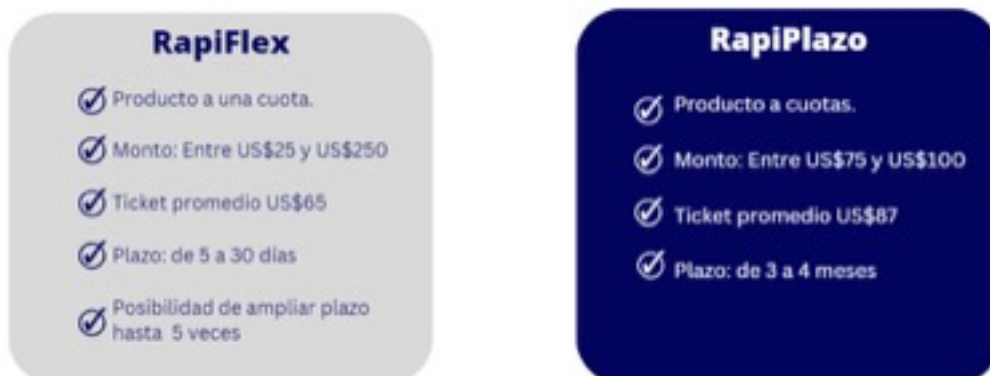 RapiFlex
Producto a una cuota.
Monto: Entre US$25 y US$250
Ticket promedio US$65
Plazo: de 5 a 30 días
Posibilidad de ampliar plazo
hasta 5 veces
RapiPlazo
Producto a cuotas.
Monto: Entre US$75 y US$100
Ticket promedio US$87
Plazo: de 3 a 4 meses